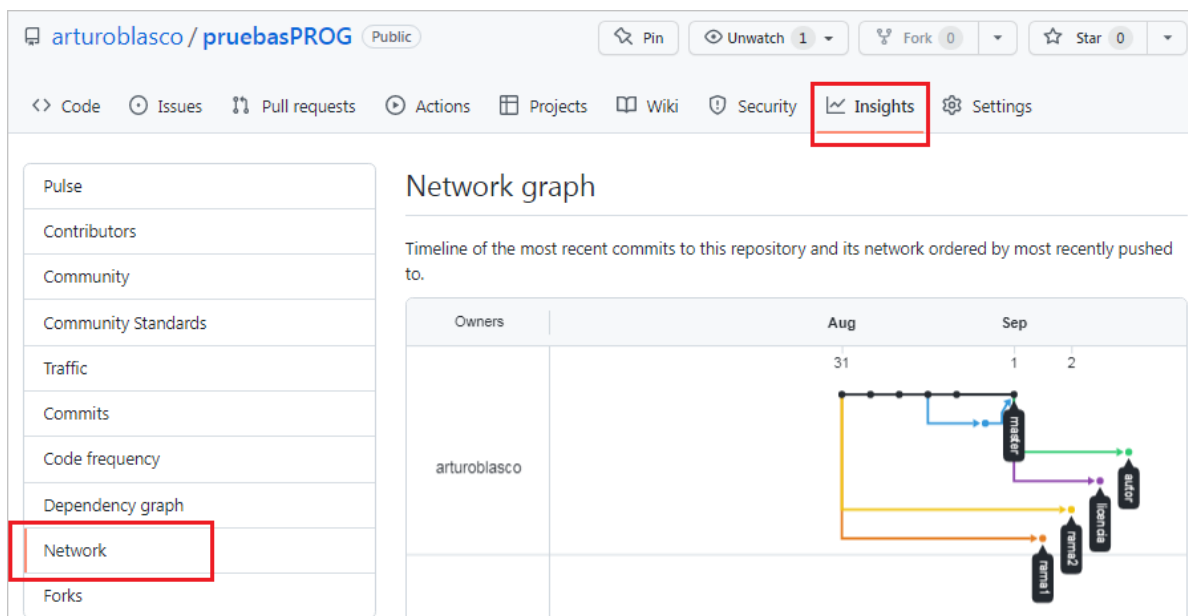 arturoblasco / pruebasPROG Public Pin Unwatch 1 Fork 0 Star 0
Code Issues Pull requests Actions Projects Wiki Security Insights Settings
Pulse
Contributors
Community
Community Standards
Traffic
Commits
Code frequency
Dependency graph
Network
Forks
Network graph
Timeline of the most recent commits to this repository and its network ordered by most recently pushed
to.
Owners Aug Sep
31 1 2
arturoblasco
master
autor
licencia
rama2
rama1